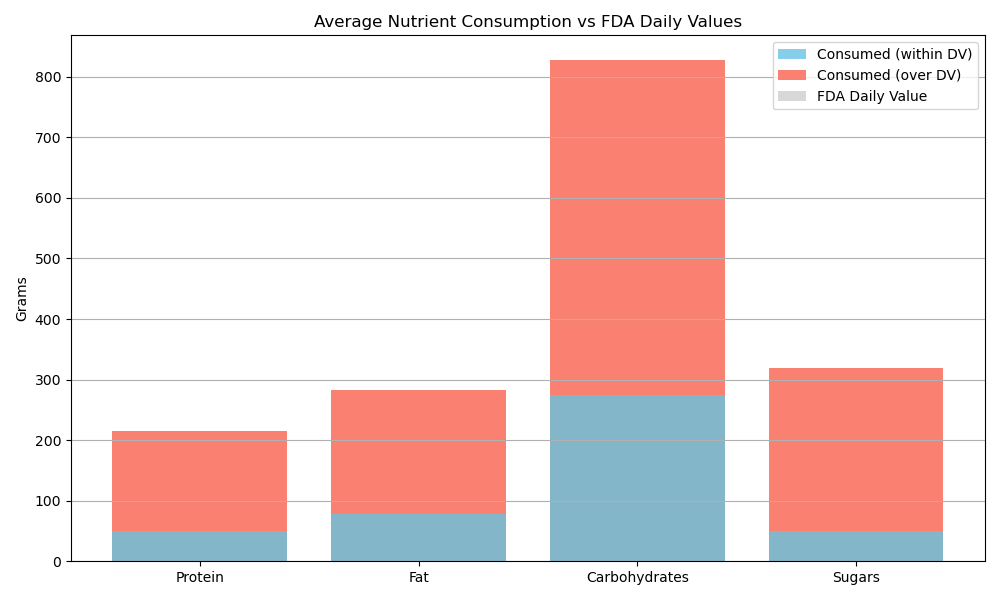 Average Nutrient Consumption vs FDA Daily Values
Consumed (within DV)
Consumed (over DV)
FDA Daily Value
Grams
800
700
600
500
400
300
200
100
0
Protein
Fat
Carbohydrates
Sugars